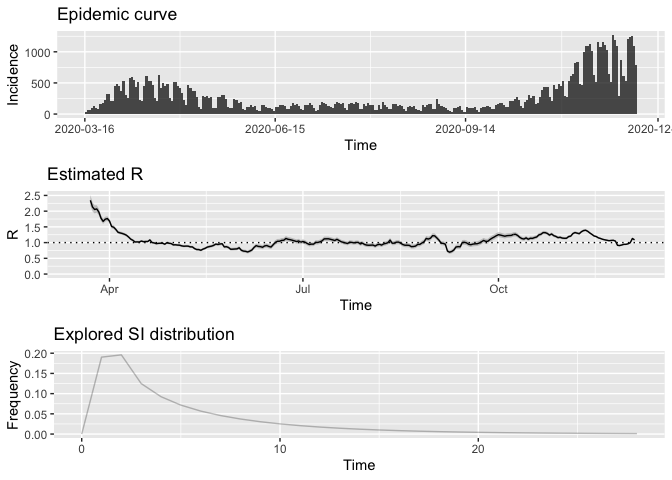 Epidemic curve
Incidence
1000
500
0
2020-03-16 2020-06-15 2020-09-14 2020-12-
Time
Estimated R
R
2.5
2.0
1.5
1.0
0.5
0.0
Apr Jul Oct
Time
Explored SI distribution
Frequency
0.20
0.15
0.10
0.05
0.00
0 10 20
Time